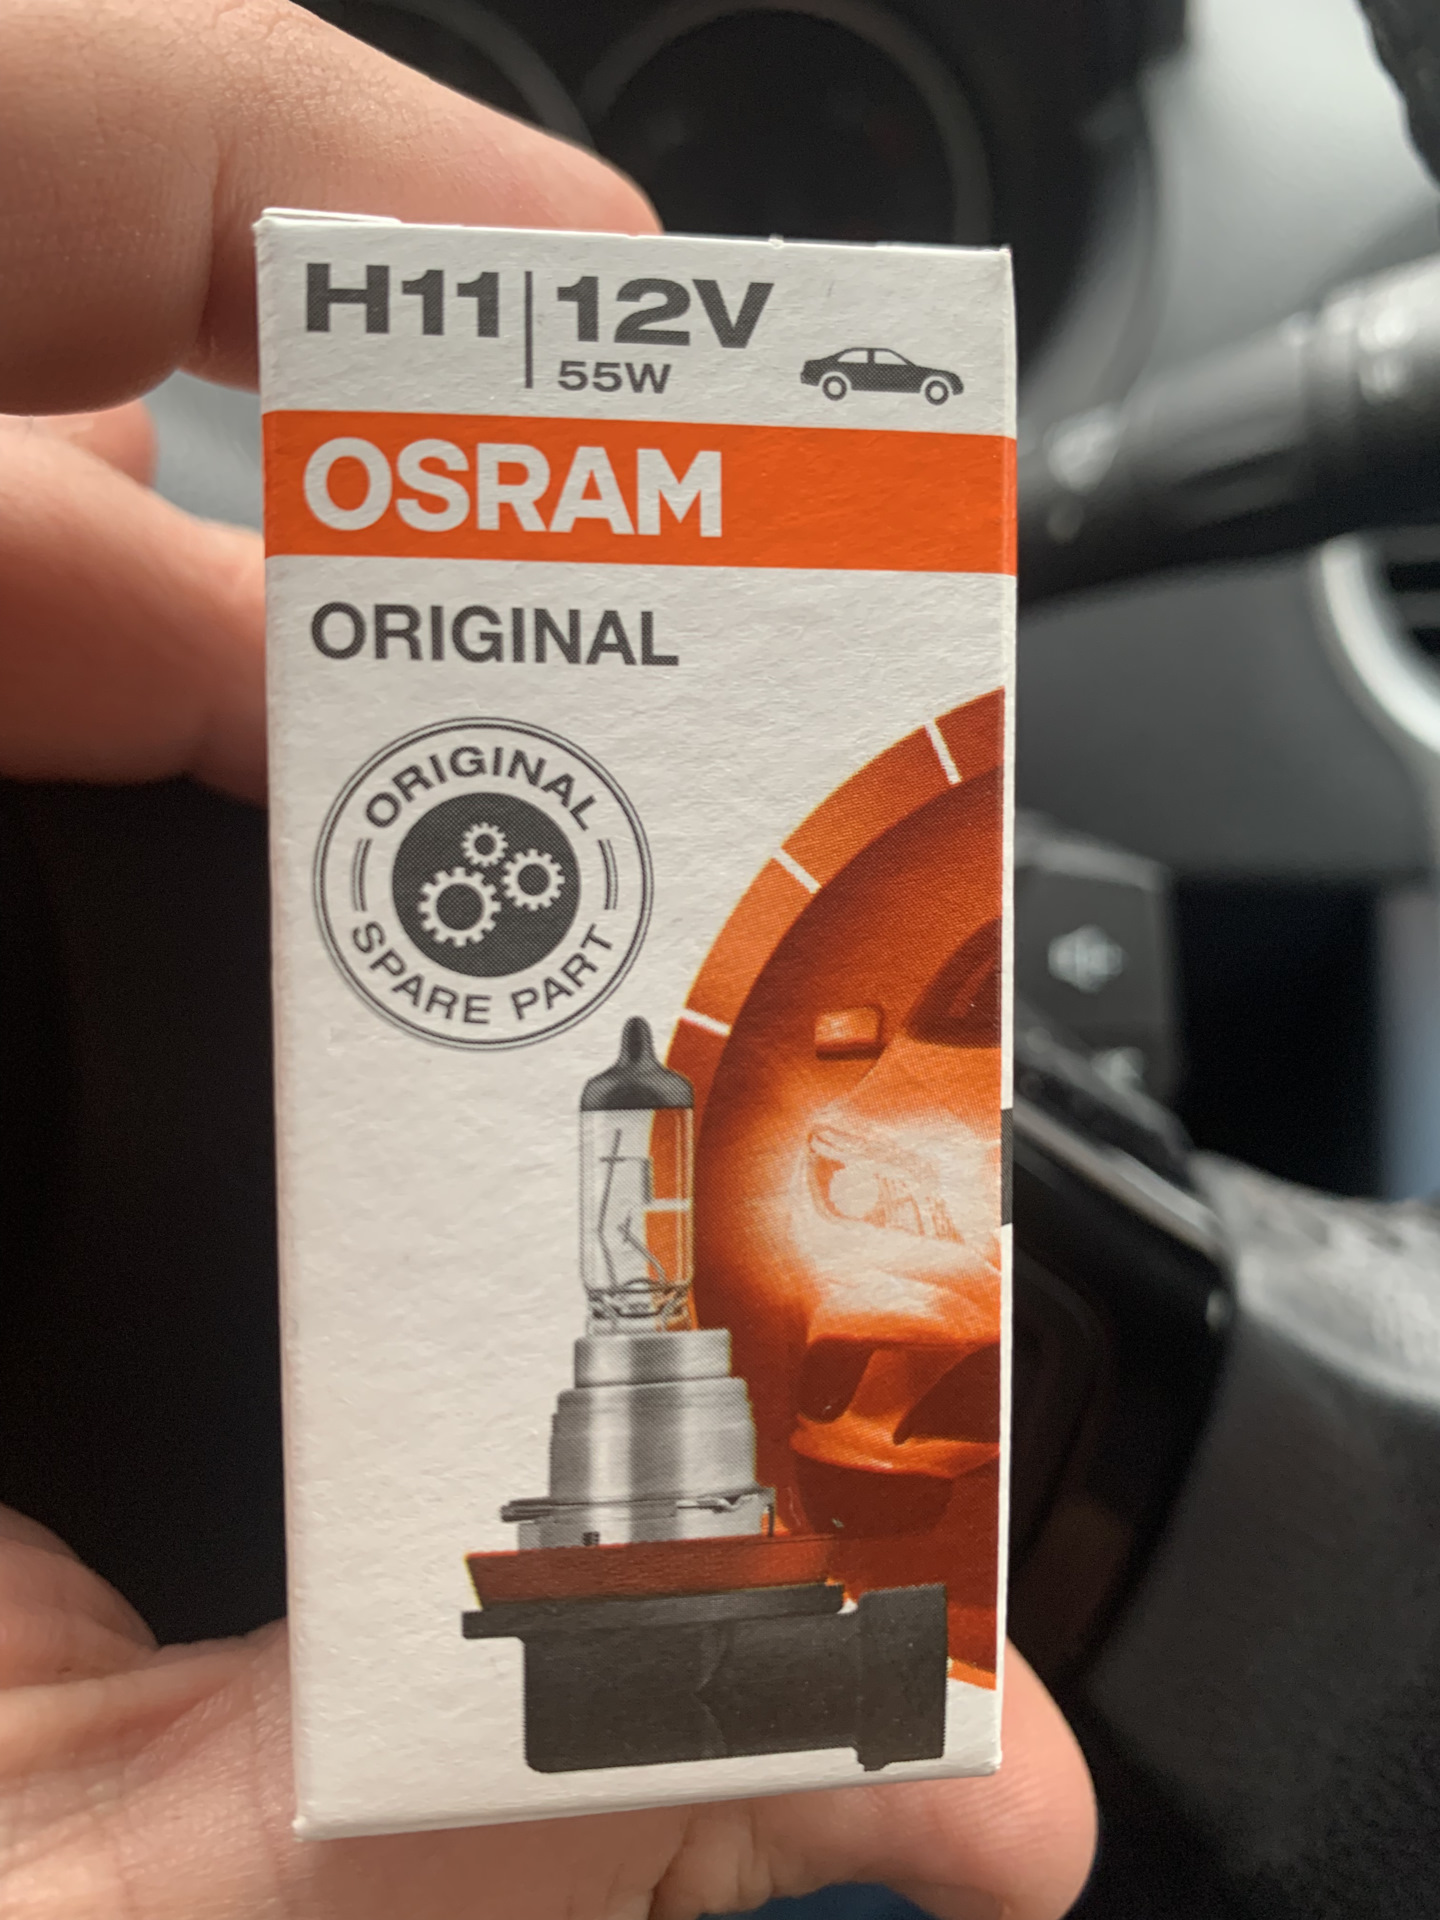 H11 12V
55W
OSRAM
ORIGINAL
ORIGINAL
SPARE PART